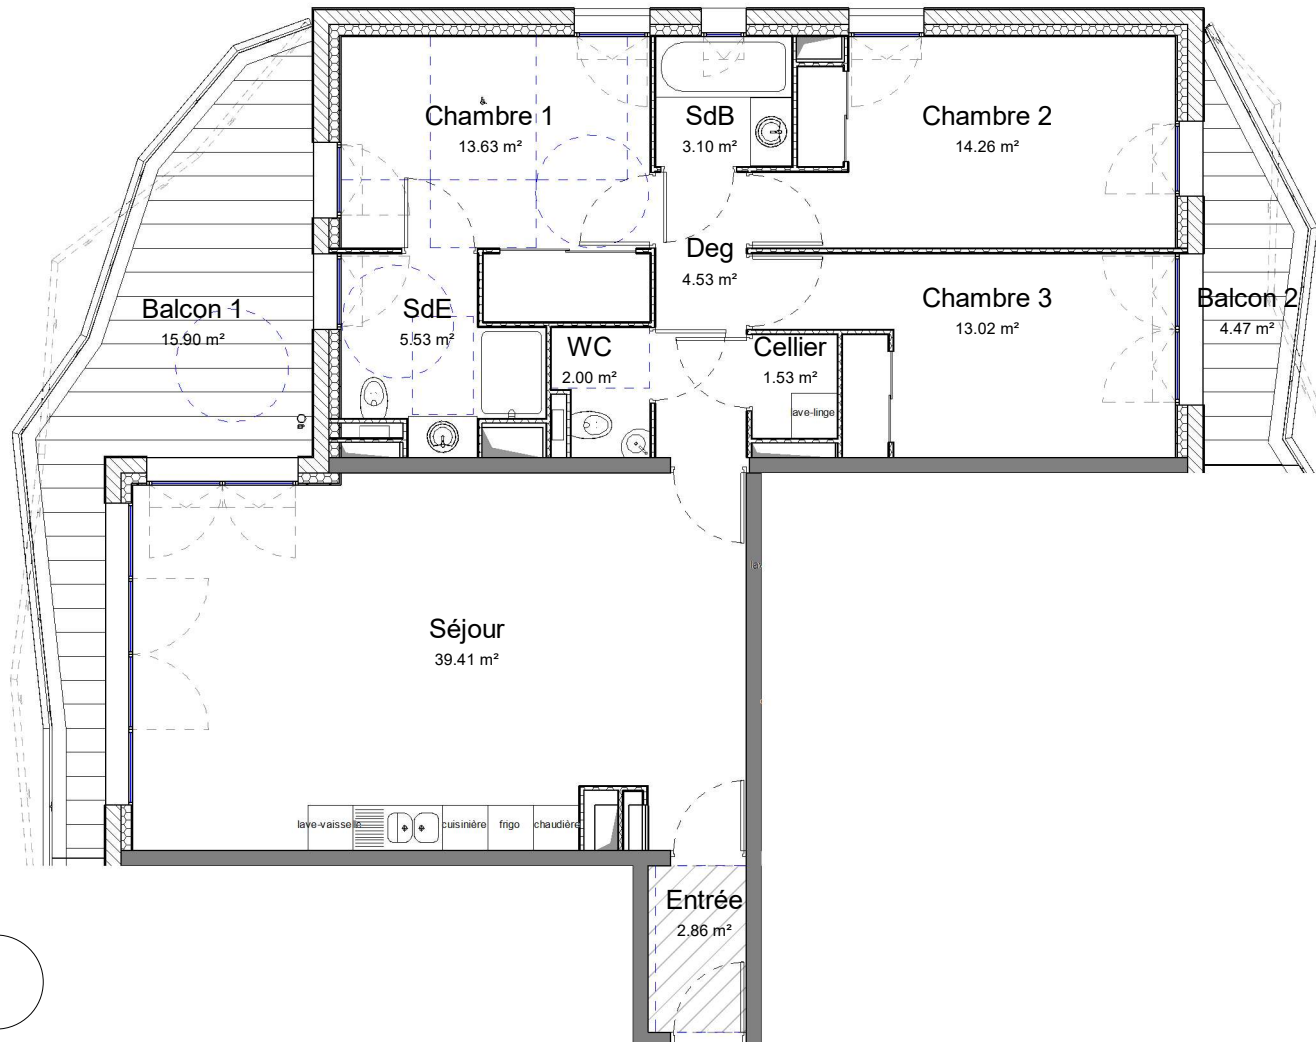 Chambre 1
13.63 m²
SdB
3.10 m²
Chambre 2
14.26 m²
Deg
4.53 m²
Balcon 1
15.90 m²
SdE
5.53 m²
Chambre 3
13.02 m²
Balcon 2
4.47 m²
WC
2.00 m²
Cellier
1.53 m²
ave-linge
Séjour
39.41 m²
lave-vaisselle
cuisinière
frigo
chaudière
Entrée
2.86 m²